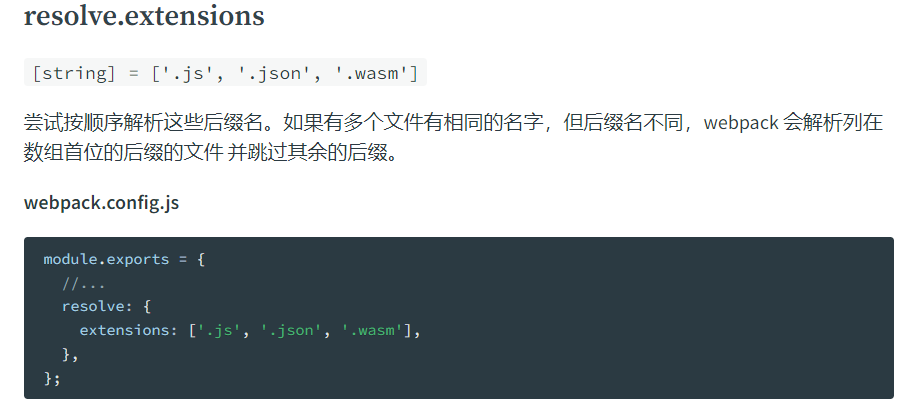 resolve.extensions
[string] = ['.js', '.json', '.wasm']
尝试按顺序解析这些后缀名。如果有多个文件有相同的名字，但后缀名不同，webpack 会解析列在
数组首位的后缀的文件 并跳过其余的后缀。
webpack.config.js
module.exports = {
  //...
  resolve: {
    extensions: ['.js', '.json', '.wasm'],
  },
};